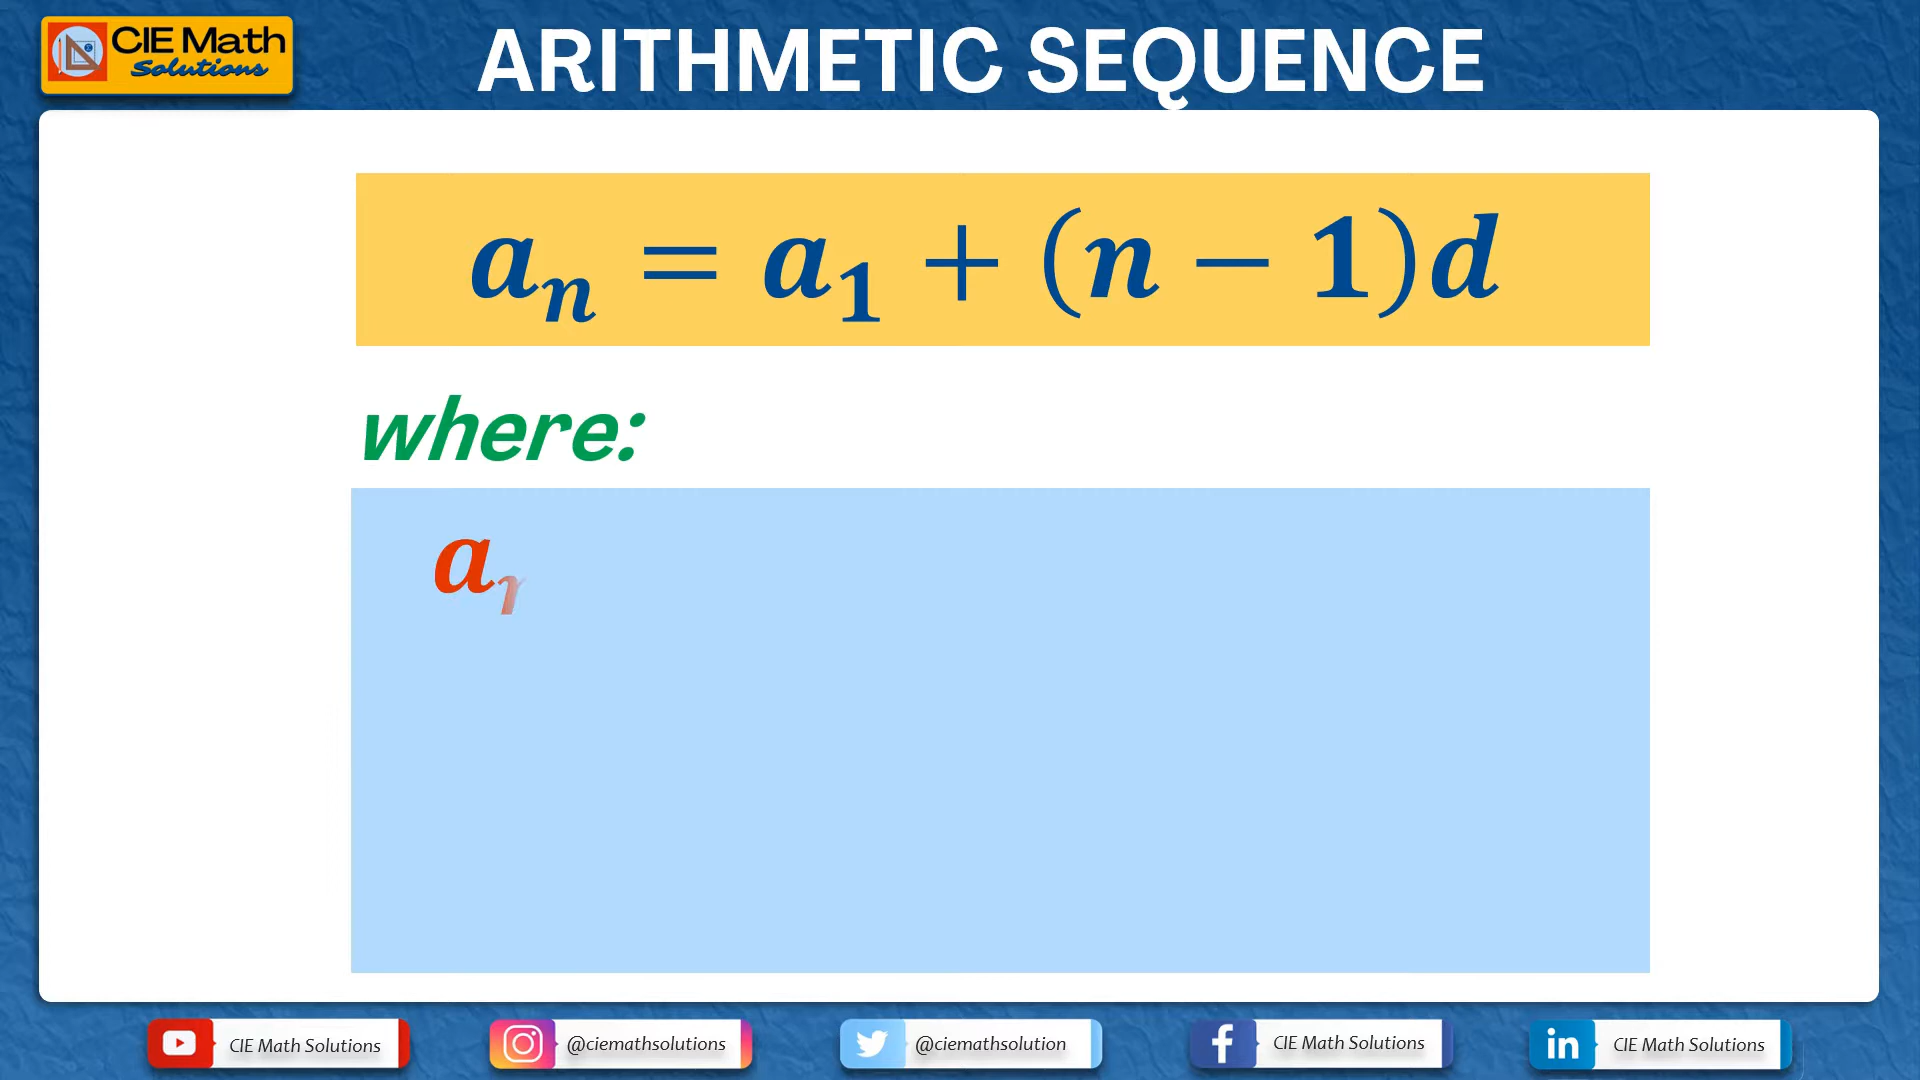 CIE Math
Solutions
ARITHMETIC SEQUENCE
aₙ = a₁ + (n − 1)d
where:
a
CIE Math Solutions
@ciemathsolutions
@ciemathsolution
CIE Math Solutions
in CIE Math Solutions